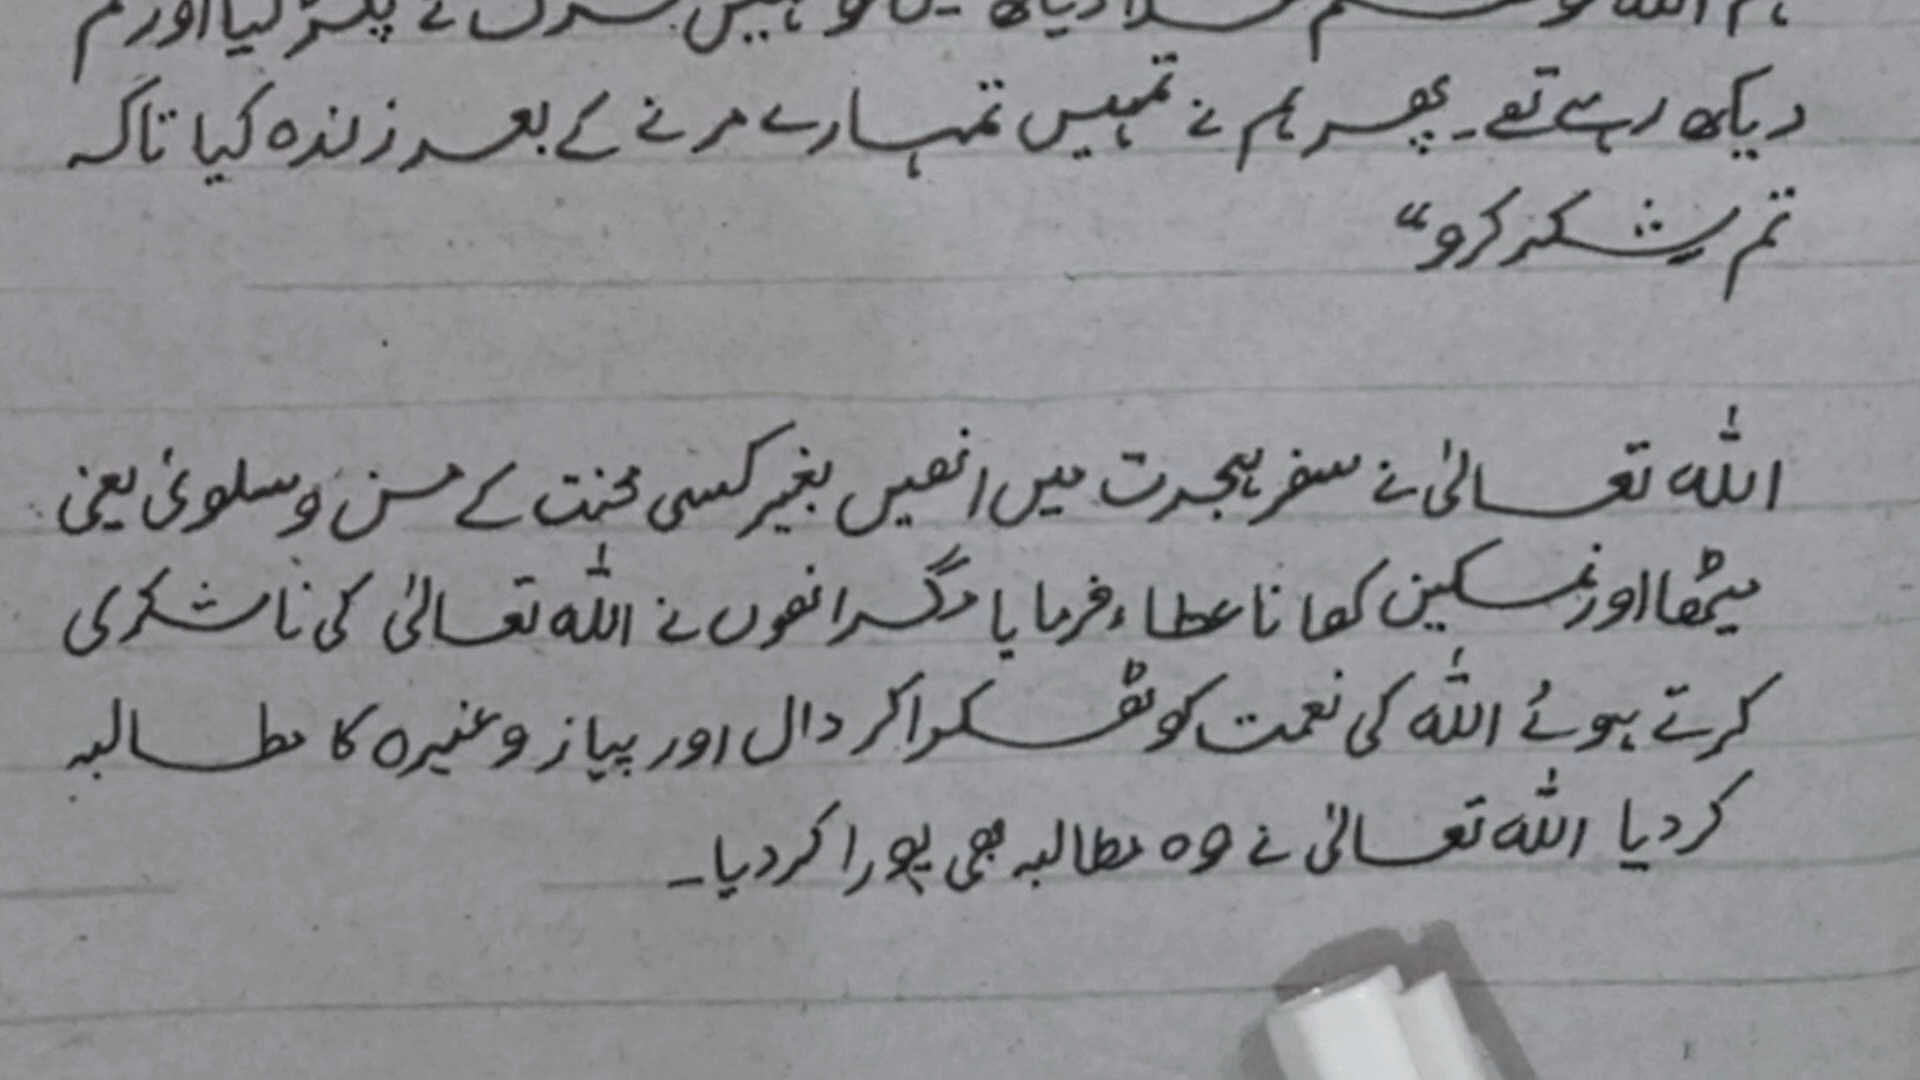 دیکھ رہے تھے۔ پھر ہم نے تمہیں تمہارے مرنے کے بعد زندہ کیا تاکہ
تم شکر کرو“
اللہ تعالیٰ نے سفر ہجرت میں انھیں بغیر کسی محنت کے من و سلویٰ یعنی
میٹھا اور نمکین کھانا عطاء فرمایا مگر انھوں نے اللہ تعالیٰ کی ناشکری
کرتے ہوئے اللہ کی نعمت کو ٹھکرا کر دال اور پیاز وغیرہ کا مطالبہ
کر دیا اللہ تعالیٰ نے وہ مطالبہ بھی پورا کر دیا۔